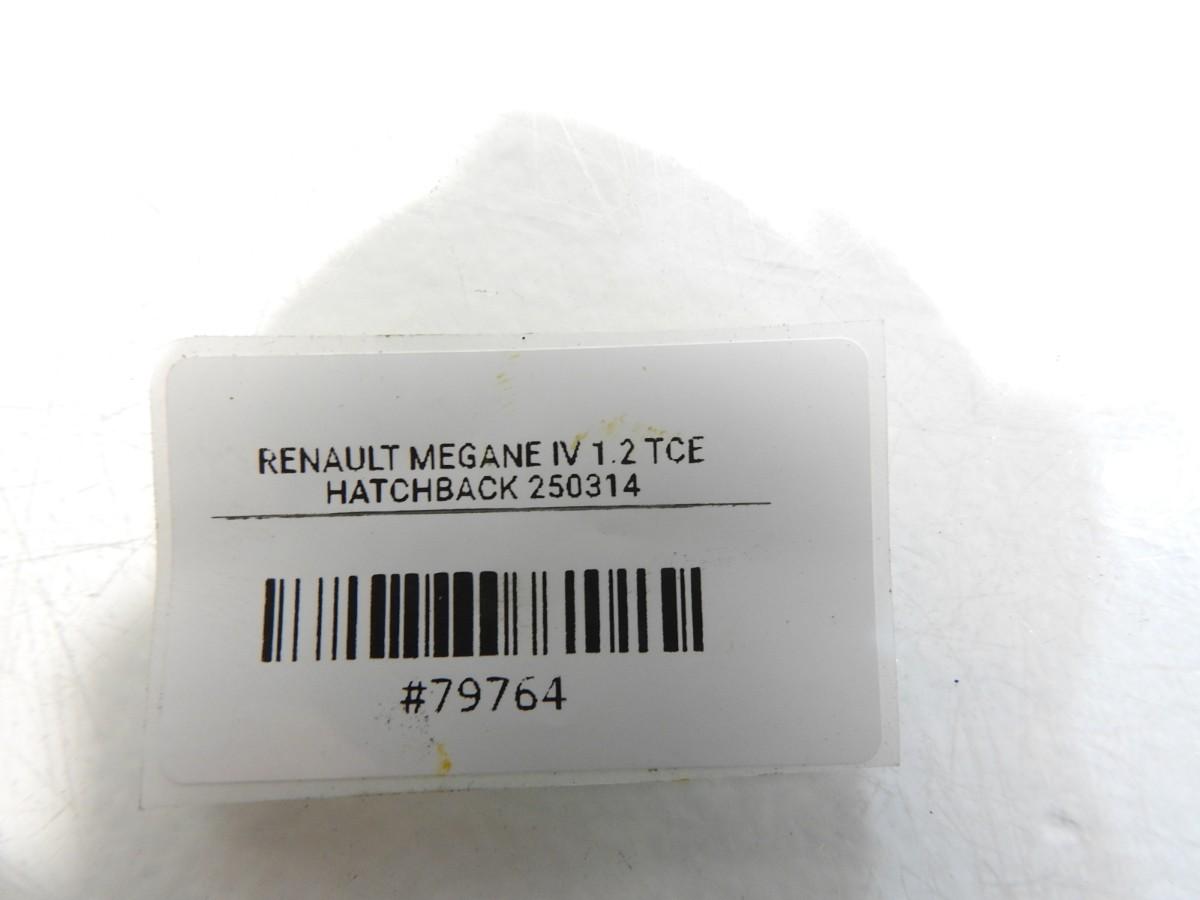 RENAULT MEGANE IV 1.2 TCE
HATCHBACK 250314
#79764